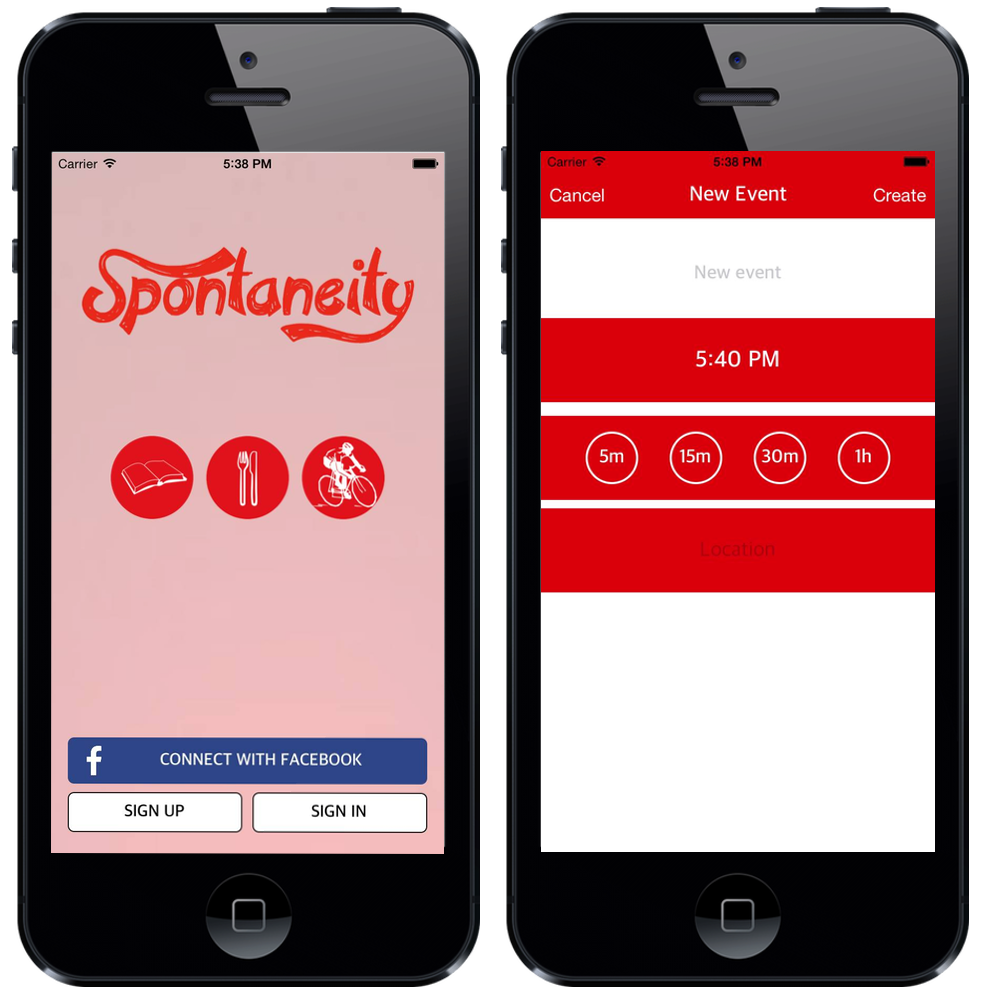 Carrier 5:38 PM
Spontaneity
f CONNECT WITH FACEBOOK
SIGN UP SIGN IN
Carrier 5:38 PM
Cancel New Event Create
New event
5:40 PM
5m 15m 30m 1h
Location